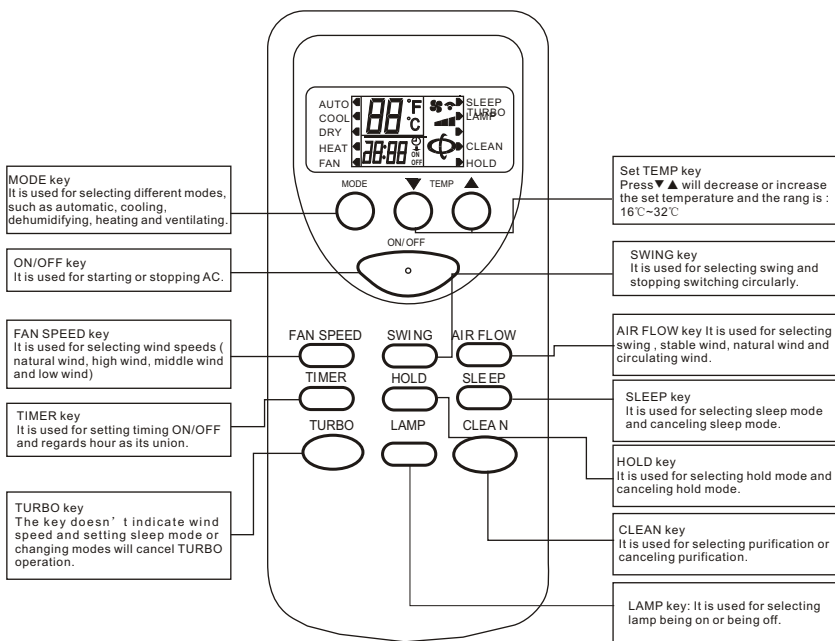 AUTO
COOL
DRY
HEAT
FAN
88 °F
°C
28:88 ON
OFF
SLEEP
TURBO
LAMP
CLEAN
HOLD
MODE ▼ TEMP ▲
ON/OFF
FAN SPEED SWING AIR FLOW
TIMER HOLD SLEEP
TURBO LAMP CLEAN
MODE key
It is used for selecting different modes,
such as automatic, cooling,
dehumidifying, heating and ventilating.
ON/OFF key
It is used for starting or stopping AC.
FAN SPEED key
It is used for selecting wind speeds (
natural wind, high wind, middle wind
and low wind)
TIMER key
It is used for setting timing ON/OFF
and regards hour as its union.
TURBO key
The key doesn't indicate wind
speed and setting sleep mode or
changing modes will cancel TURBO
operation.
Set TEMP key
Press▼▲ will decrease or increase
the set temperature and the rang is :
16℃~32℃
SWING key
It is used for selecting swing and
stopping switching circularly.
AIR FLOW key It is used for selecting
swing , stable wind, natural wind and
circulating wind.
SLEEP key
It is used for selecting sleep mode
and canceling sleep mode.
HOLD key
It is used for selecting hold mode and
canceling hold mode.
CLEAN key
It is used for selecting purification or
canceling purification.
LAMP key: It is used for selecting
lamp being on or being off.